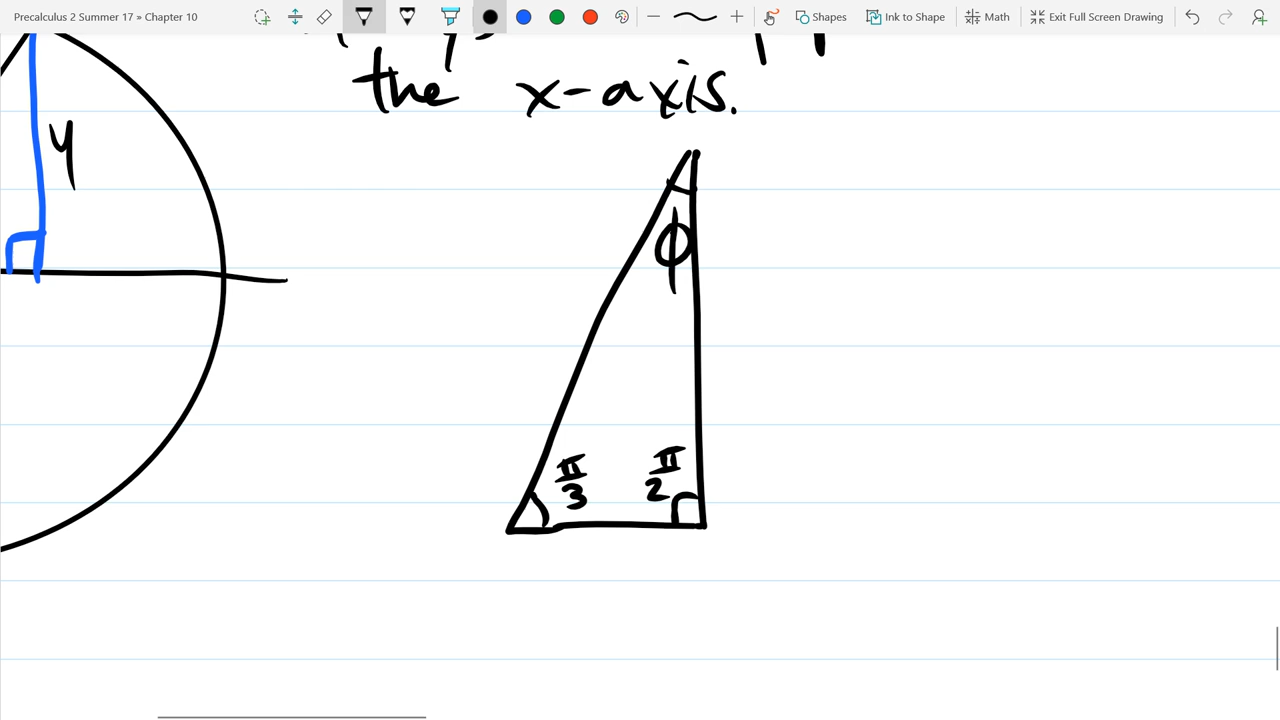 Precalculus 2 Summer 17 » Chapter 10
Shapes
Ink to Shape
Math
Exit Full Screen Drawing
the x-axis.
y
ϕ
π/3
π/2